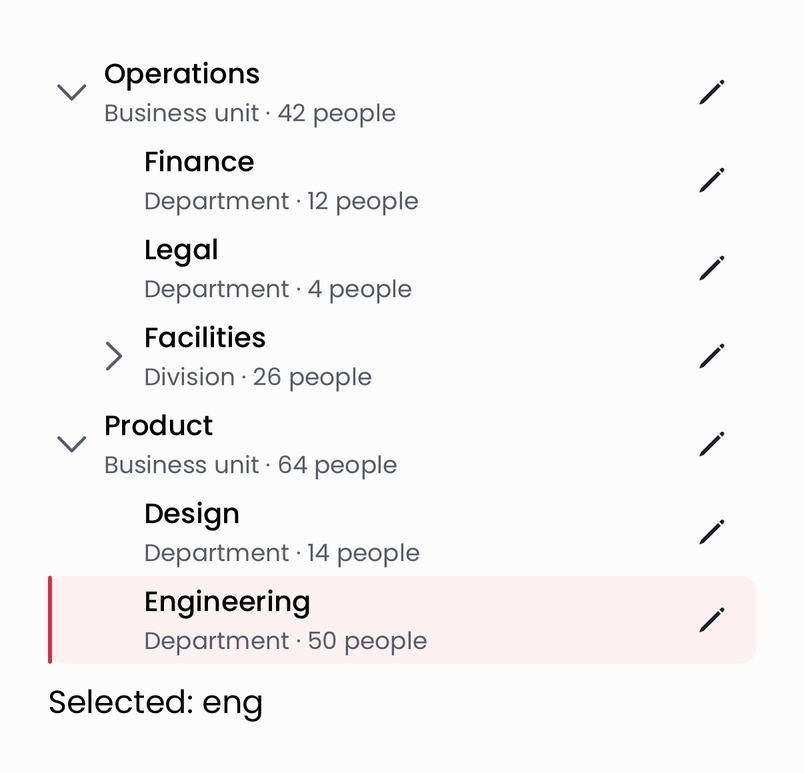 Operations
Business unit · 42 people
Finance
Department · 12 people
Legal
Department · 4 people
Facilities
Division · 26 people
Product
Business unit · 64 people
Design
Department · 14 people
Engineering
Department · 50 people
Selected: eng